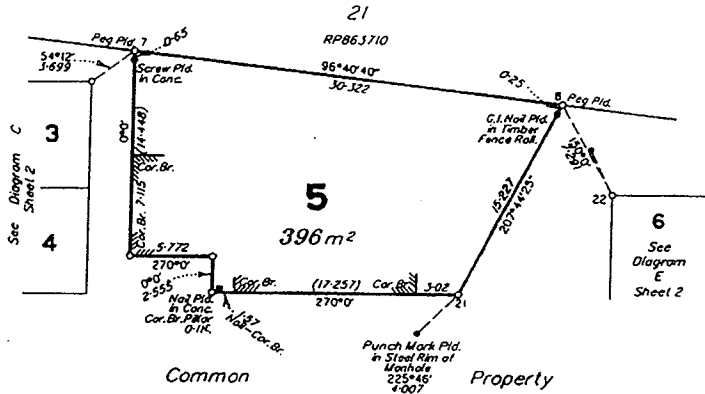 21
RP863710
Peg Pld. 7
0·65
54°12'
3·699
Screw Pld.
in Conc.
96°40'40"
30·322
0·25
8 Peg Pld.
G.I. Nail Pld.
in Timber
Fence Rail.
3
See Diagram C
Sheet 2
4
0°0'
(14·448)
Cor. Br.
Cor. Br. 7·115
5
396 m²
15·227
207°44'25"
22
6
See
Diagram
E
Sheet 2
5·772
270°0'
0°0'
2·555
Cor. Br.
(17·257)
270°0'
Cor.
3·02
21
Nail Pld.
in Conc.
Cor. Br. Pillar
1·57
Nail-Cor. Br.
Punch Mark Pld.
in Steel Rim of
Manhole
225°46'
4·007
Common
Property